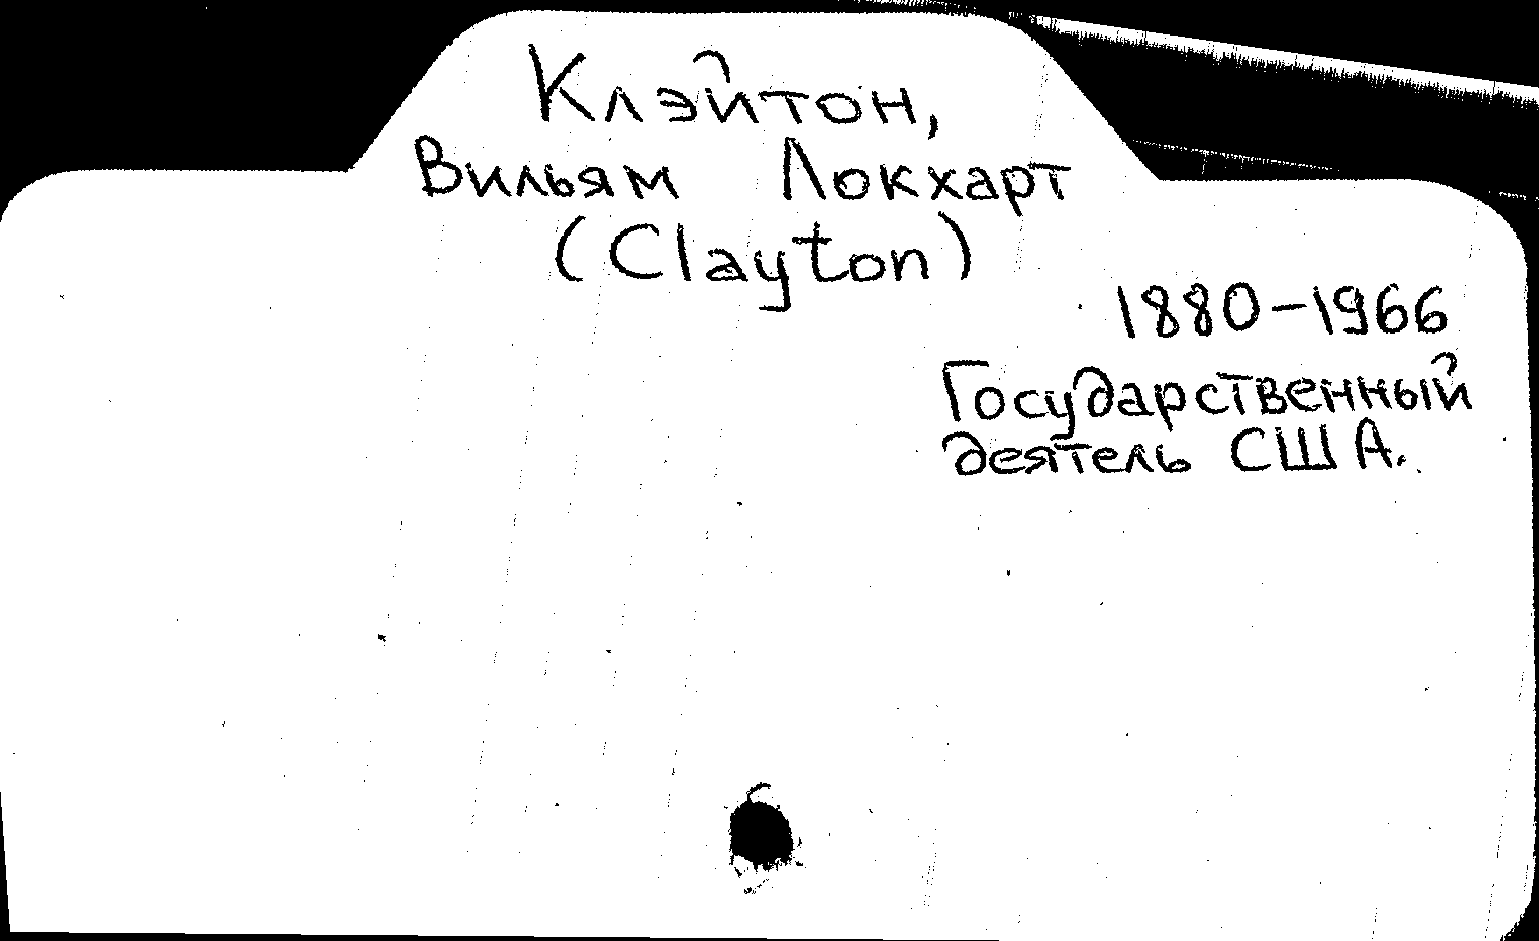 Клэйтон,
Вильям Локхарт
(Clayton)
1880-1966
Государственный
деятель США.